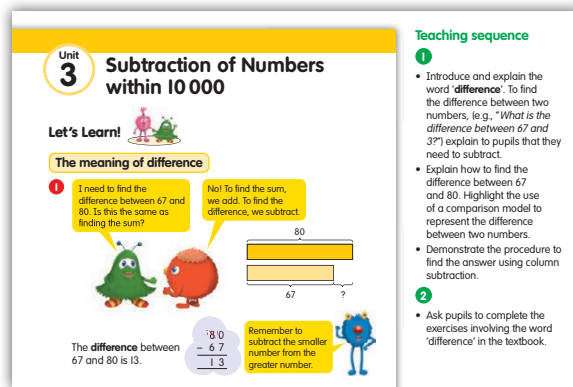 Unit
3
Subtraction of Numbers
within 10 000
Let's Learn!
The meaning of difference
1
I need to find the
difference between 67 and
80. Is this the same as
finding the sum?
No! To find the sum,
we add. To find the
difference, we subtract.
80
67 ?
The difference between
67 and 80 is 13.
80
– 67
13
Remember to
subtract the smaller
number from the
greater number.
Teaching sequence
1
• Introduce and explain the
word 'difference'. To find
the difference between two
numbers, (e.g., "What is the
difference between 67 and
3?") explain to pupils that they
need to subtract.
• Explain how to find the
difference between 67
and 80. Highlight the use
of a comparison model to
represent the difference
between two numbers.
• Demonstrate the procedure to
find the answer using column
subtraction.
2
• Ask pupils to complete the
exercises involving the word
'difference' in the textbook.